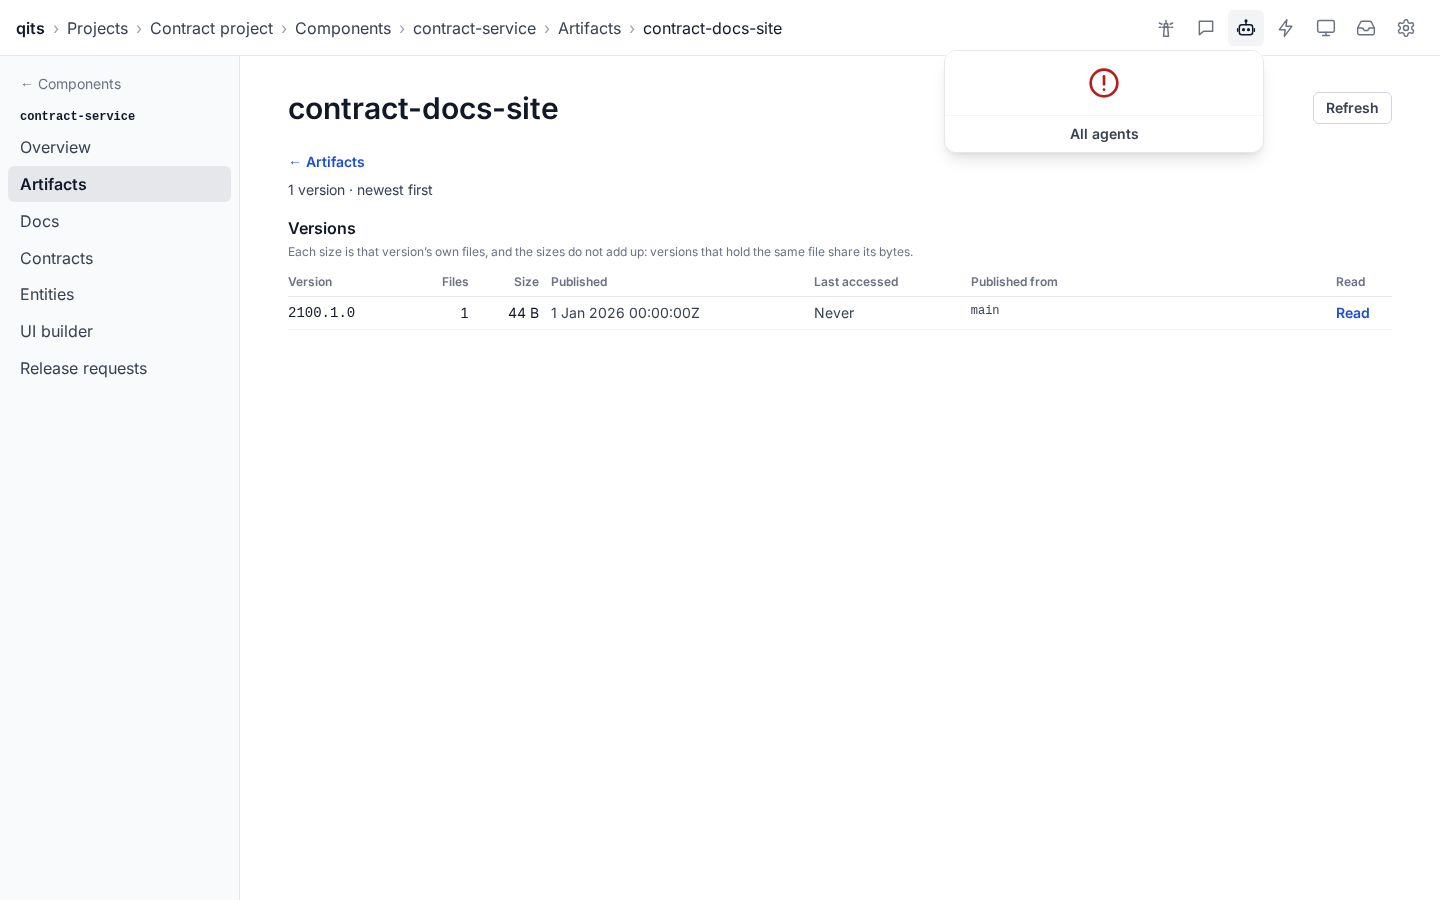 qits › Projects › Contract project › Components › contract-service › Artifacts › contract-docs-site
← Components
contract-service
Overview
Artifacts
Docs
Contracts
Entities
UI builder
Release requests
All agents
contract-docs-site
Refresh
← Artifacts
1 version · newest first
Versions
Each size is that version’s own files, and the sizes do not add up: versions that hold the same file share its bytes.
Version Files Size Published Last accessed Published from Read
2100.1.0 1 44 B 1 Jan 2026 00:00:00Z Never main Read